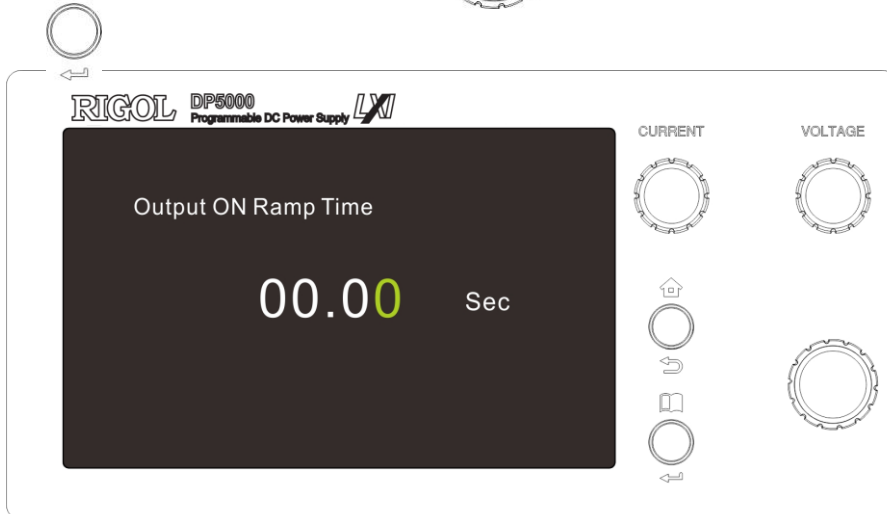 RIGOL
DP5000
Programmable DC Power Supply
LXI
CURRENT
VOLTAGE
Output ON Ramp Time
00.00 Sec